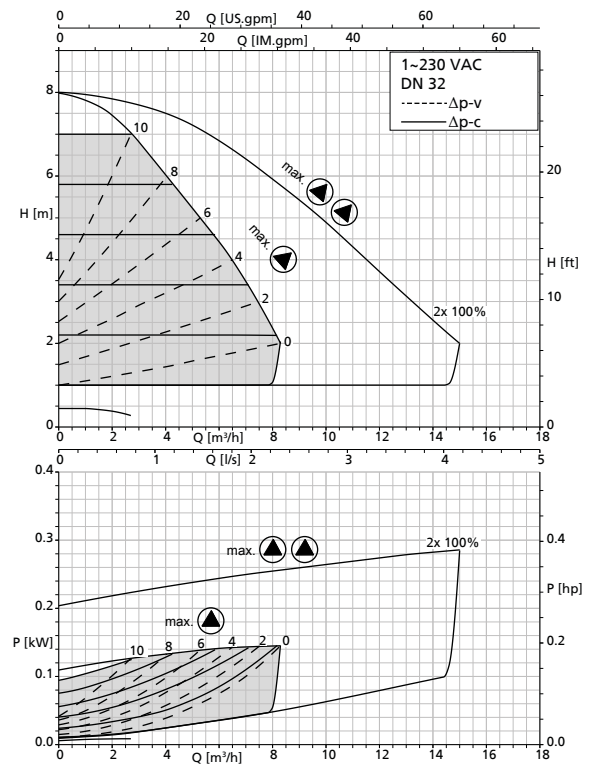 0 20 Q [US.gpm] 40 60
0 Q [IM.gpm] 20 40 60
1~230 VAC
DN 32
Δp-v
Δp-c
8
6
H [m]
4
2
0
20
H [ft]
10
0
10
8
6
4
2
0
max.
max.
2x 100%
0 2 4 Q [m³/h] 8 10 12 14 16 18
0 1 Q [l/s] 2 3 4 5
0.4
0.3
0.2
P [kW]
0.1
0.0
0.4
P [hp]
0.2
0.0
max.
2x 100%
max.
10 8 6 4 2 0
0 2 4 Q [m³/h] 8 10 12 14 16 18